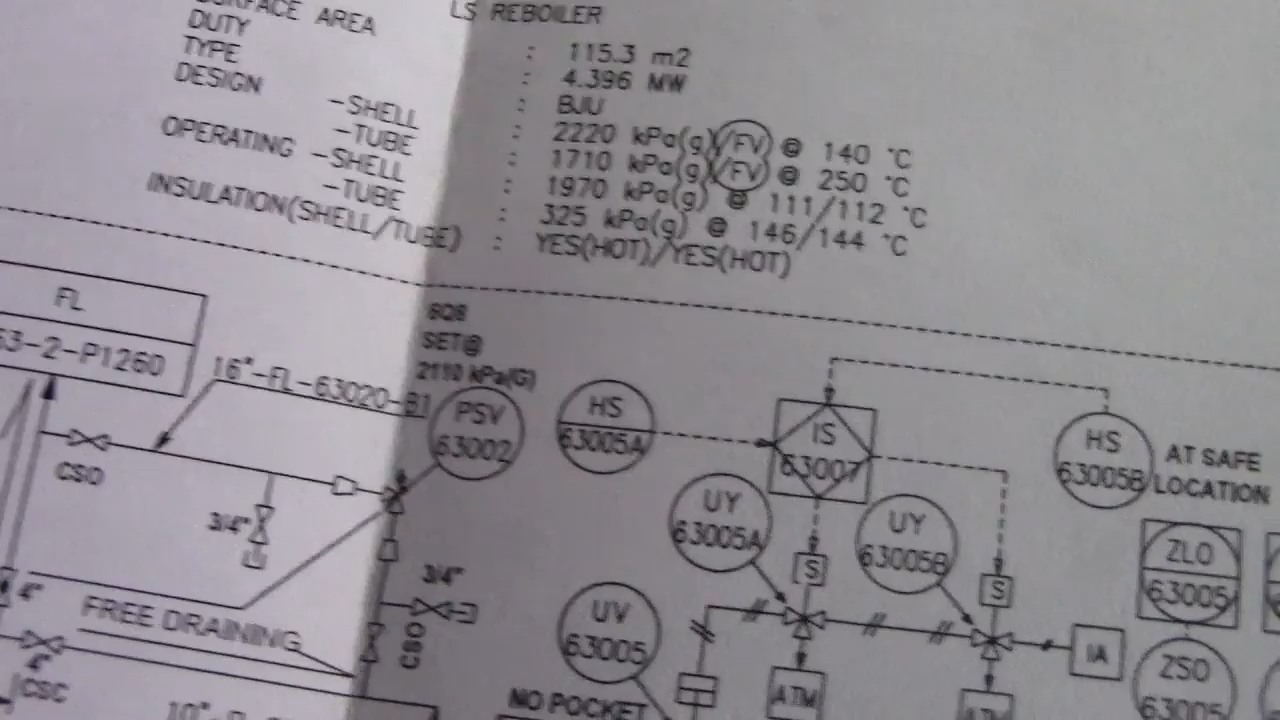 SURFACE AREA
LS REBOILER
DUTY : 115.3 m2
TYPE : 4.396 MW
DESIGN -SHELL : BJU
-TUBE : 2220 kPa(g)/FV @ 140 °C
OPERATING -SHELL : 1710 kPa(g)/FV @ 250 °C
-TUBE : 1970 kPa(g) @ 111/112 °C
INSULATION(SHELL/TUBE) : 325 kPa(g) @ 146/144 °C
: YES(HOT)/YES(HOT)
FL
63-2-P1260
16"-FL-63020-B1
6Q8
SET@
2110 kPa(G)
PSV
63002
HS
63005A
IS
63007
HS
63005B
AT SAFE
LOCATION
CSO
3/4"
UY
63005A
UY
63005B
S
S
ZLO
63005
4"
FREE DRAINING
3/4"
CSO
UV
63005
IA
ZSO
63005
4"
CSC
NO POCKET
ATM
ATM